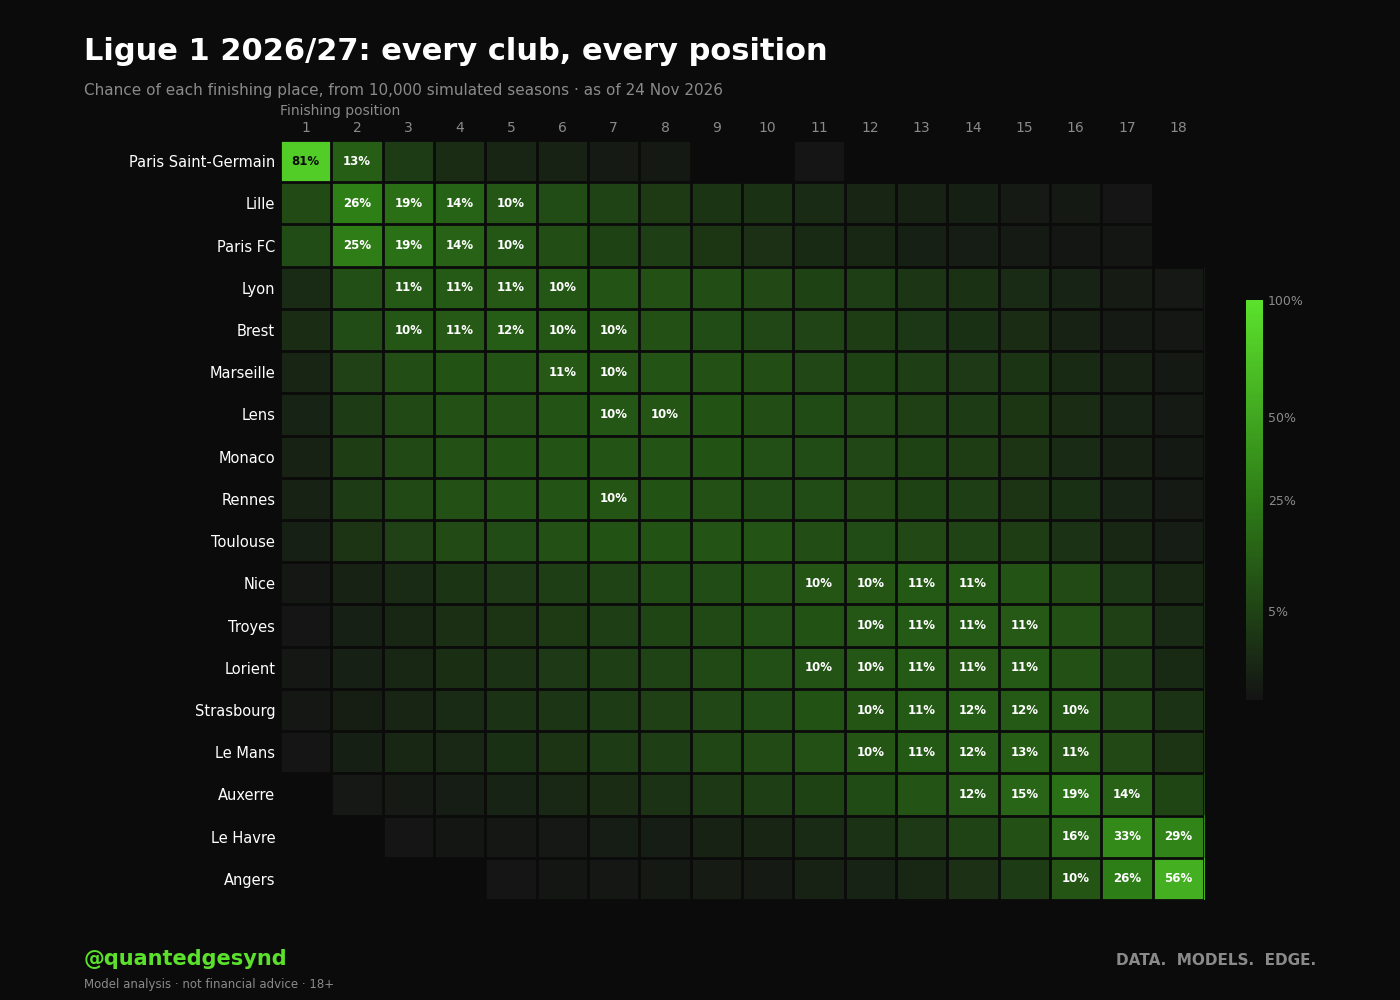 Ligue 1 2026/27: every club, every position
Chance of each finishing place, from 10,000 simulated seasons · as of 24 Nov 2026
Finishing position
1 2 3 4 5 6 7 8 9 10 11 12 13 14 15 16 17 18
Paris Saint-Germain 81% 13%
Lille 26% 19% 14% 10%
Paris FC 25% 19% 14% 10%
Lyon 11% 11% 11% 10%
100%
Brest 10% 11% 12% 10% 10%
Marseille 11% 10%
Lens 10% 10%
50%
Monaco
Rennes 10%
25%
Toulouse
Nice 10% 10% 11% 11%
5%
Troyes 10% 11% 11% 11%
Lorient 10% 10% 11% 11% 11%
Strasbourg 10% 11% 12% 12% 10%
Le Mans 10% 11% 12% 13% 11%
Auxerre 12% 15% 19% 14%
Le Havre 16% 33% 29%
Angers 10% 26% 56%
@quantedgesynd
DATA. MODELS. EDGE.
Model analysis · not financial advice · 18+